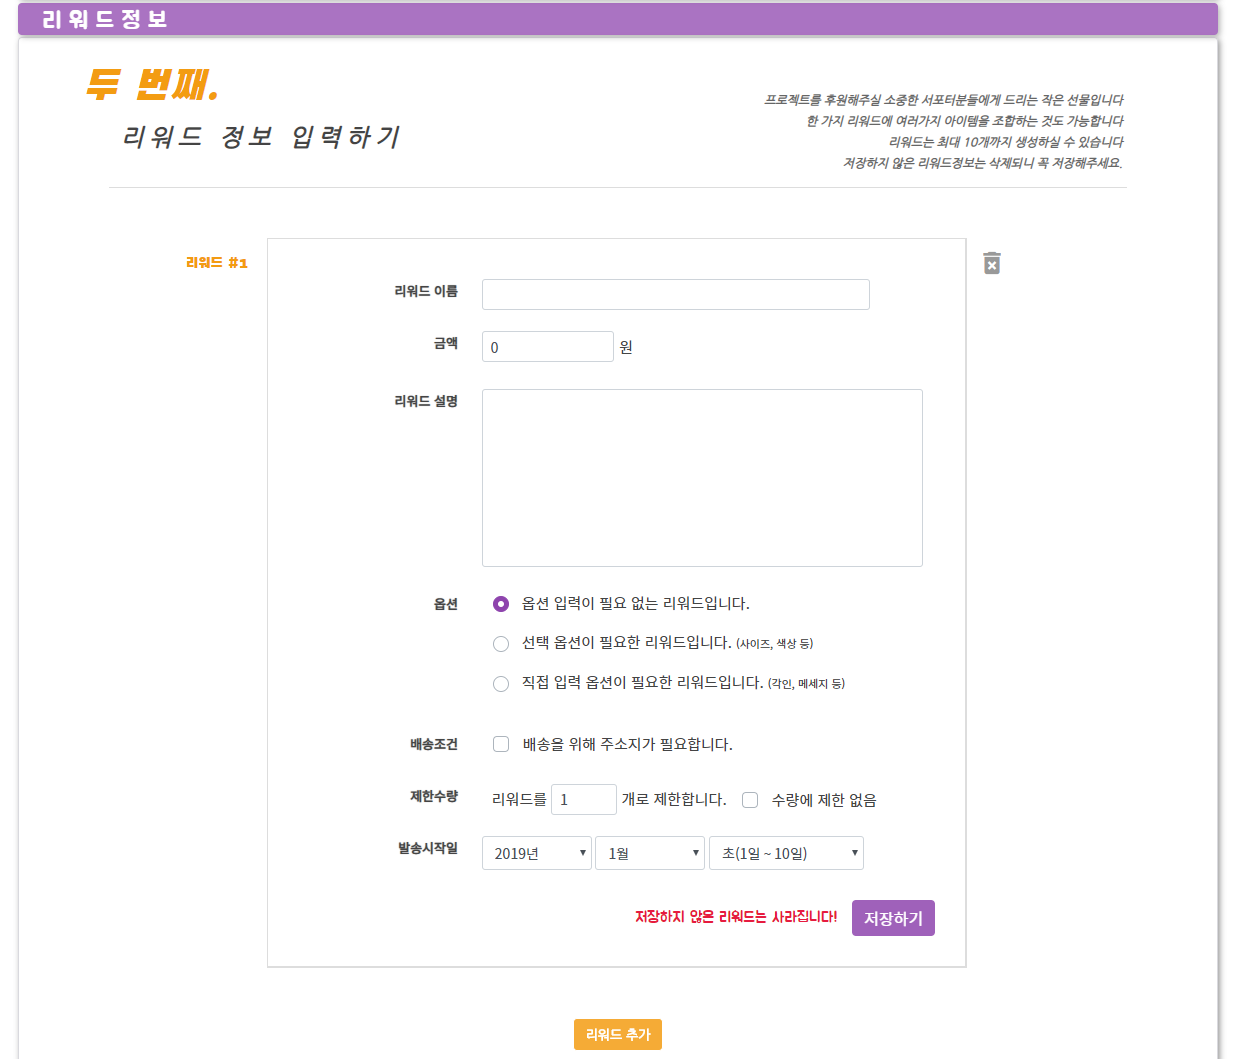 리워드정보
두 번째.
리워드 정보 입력하기
프로젝트를 후원해주실 소중한 서포터분들에게 드리는 작은 선물입니다
한 가지 리워드에 여러가지 아이템을 조합하는 것도 가능합니다
리워드는 최대 10개까지 생성하실 수 있습니다
저장하지 않은 리워드정보는 삭제되니 꼭 저장해주세요.
리워드 #1
리워드 이름
금액 0 원
리워드 설명
옵션 옵션 입력이 필요 없는 리워드입니다.
선택 옵션이 필요한 리워드입니다. (사이즈, 색상 등)
직접 입력 옵션이 필요한 리워드입니다. (각인, 메세지 등)
배송조건 배송을 위해 주소지가 필요합니다.
제한수량 리워드를 1 개로 제한합니다. 수량에 제한 없음
발송시작일 2019년 1월 초(1일 ~ 10일)
저장하지 않은 리워드는 사라집니다! 저장하기
리워드 추가